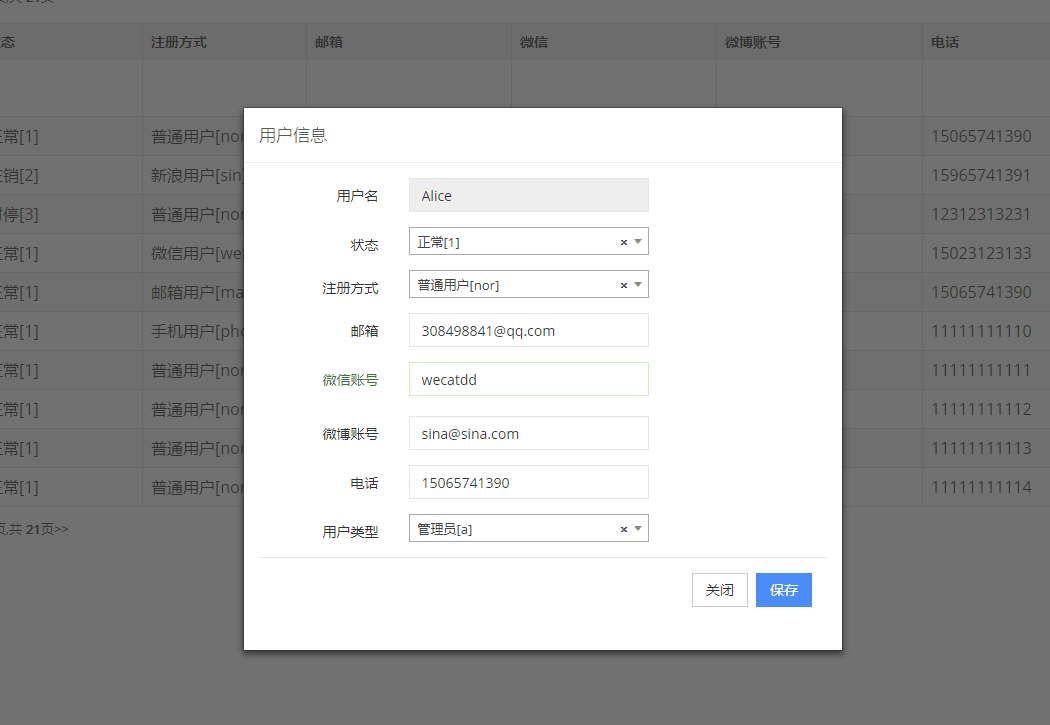 共 21页
态 注册方式 邮箱 微信 微博账号 电话
常[1] 普通用户[nor 15065741390
用户信息
销[2] 新浪用户[sin] 15965741391
用户名 Alice
停[3] 普通用户[nor 12312313231
状态 正常[1] × 
常[1] 微信用户[we 15023123133
注册方式 普通用户[nor] ×
常[1] 邮箱用户[ma 15065741390
邮箱 308498841@qq.com
常[1] 手机用户[pho 11111111110
微信账号 wecatdd
常[1] 普通用户[nor 11111111111
常[1] 普通用户[nor 11111111112
微博账号 sina@sina.com
常[1] 普通用户[nor 11111111113
电话 15065741390
常[1] 普通用户[nor 11111111114
用户类型 管理员[a] ×
页,共 21页>>
关闭 保存